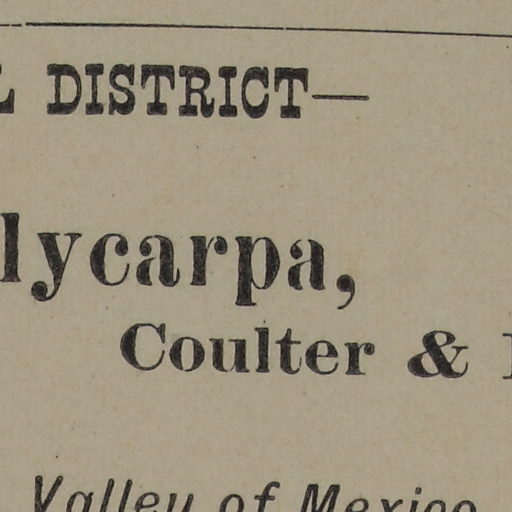 L DISTRICT—
lycarpa,
Coulter &
Valley of Mexico